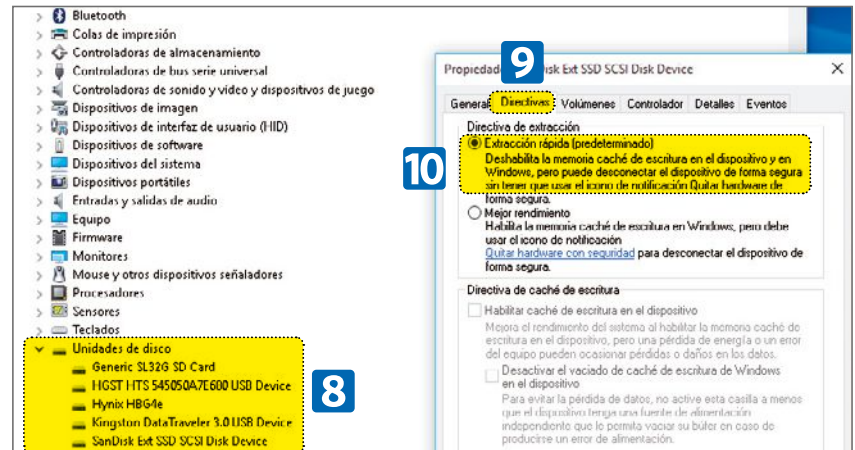 Bluetooth
Colas de impresión
Controladoras de almacenamiento
Controladoras de bus serie universal
Controladoras de sonido y vídeo y dispositivos de juego
Dispositivos de imagen
Dispositivos de interfaz de usuario (HID)
Dispositivos de software
Dispositivos del sistema
Dispositivos portátiles
Entradas y salidas de audio
Equipo
Firmware
Monitores
Mouse y otros dispositivos señaladores
Procesadores
Sensores
Teclados
Unidades de disco
Generic SL32G SD Card
HGST HTS 545050A7E600 USB Device
Hynix HBG4e
Kingston DataTraveler 3.0 USB Device
SanDisk Ext SSD SCSI Disk Device
8
9
Propiedad isk Ext SSD SCSI Disk Device
General Directivas Volúmenes Controlador Detalles Eventos
10
Directiva de extracción
Extracción rápida (predeterminado)
Deshabilita la memoria caché de escritura en el dispositivo y en
Windows, pero puede desconectar el dispositivo de forma segura
sin tener que usar el icono de notificación Quitar hardware de
forma segura.
Mejor rendimiento
Habilita la memoria caché de escritura en Windows, pero debe
usar el icono de notificación
Quitar hardware con seguridad para desconectar el dispositivo de
forma segura.
Directiva de caché de escritura
Habilitar caché de escritura en el dispositivo
Mejora el rendimiento del sistema al habilitar la memoria caché de
escritura en el dispositivo, pero una pérdida de energía o un error
del equipo pueden ocasionar pérdidas o daños en los datos.
Desactivar el vaciado de caché de escritura de Windows
en el dispositivo
Para evitar la pérdida de datos, no active esta casilla a menos
que el dispositivo tenga una fuente de alimentación
independiente que le permita vaciar su búfer en caso de
producirse un error de alimentación.